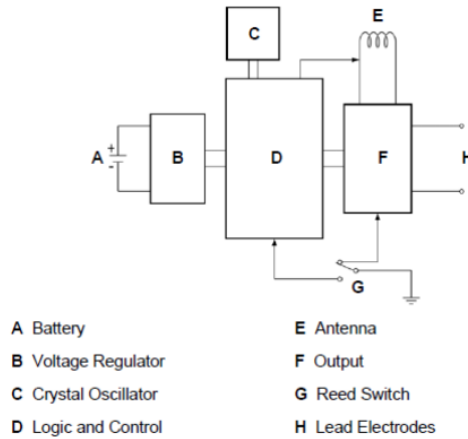 C
E
A
+
-
B
D
F
H
G
A Battery
B Voltage Regulator
C Crystal Oscillator
D Logic and Control
E Antenna
F Output
G Reed Switch
H Lead Electrodes